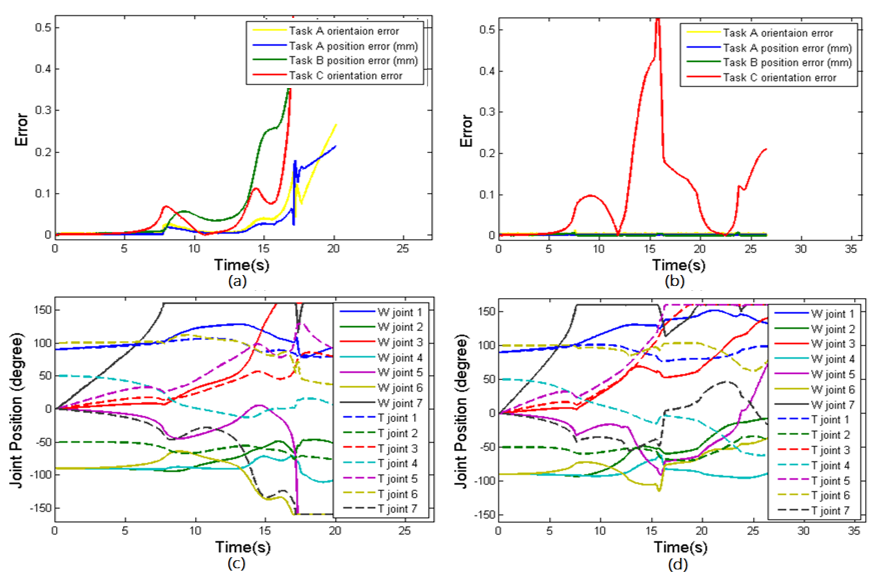 0.5
0.4
0.3
0.2
0.1
0
Error
Task A orientaion error
Task A position error (mm)
Task B position error (mm)
Task C orientation error
0 5 10 15 20 25
Time(s)
(a)
0.5
0.4
0.3
0.2
0.1
0
Error
Task A orientaion error
Task A position error (mm)
Task B position error (mm)
Task C orientation error
0 5 10 15 20 25 30 35
Time(s)
(b)
150
100
50
0
-50
-100
-150
Joint Position (degree)
W joint 1
W joint 2
W joint 3
W joint 4
W joint 5
W joint 6
W joint 7
T joint 1
T joint 2
T joint 3
T joint 4
T joint 5
T joint 6
T joint 7
0 5 10 15 20 25
Time(s)
(c)
150
100
50
0
-50
-100
-150
Joint Position (degree)
W joint 1
W joint 2
W joint 3
W joint 4
W joint 5
W joint 6
W joint 7
T joint 1
T joint 2
T joint 3
T joint 4
T joint 5
T joint 6
T joint 7
0 5 10 15 20 25 30 35
Time(s)
(d)